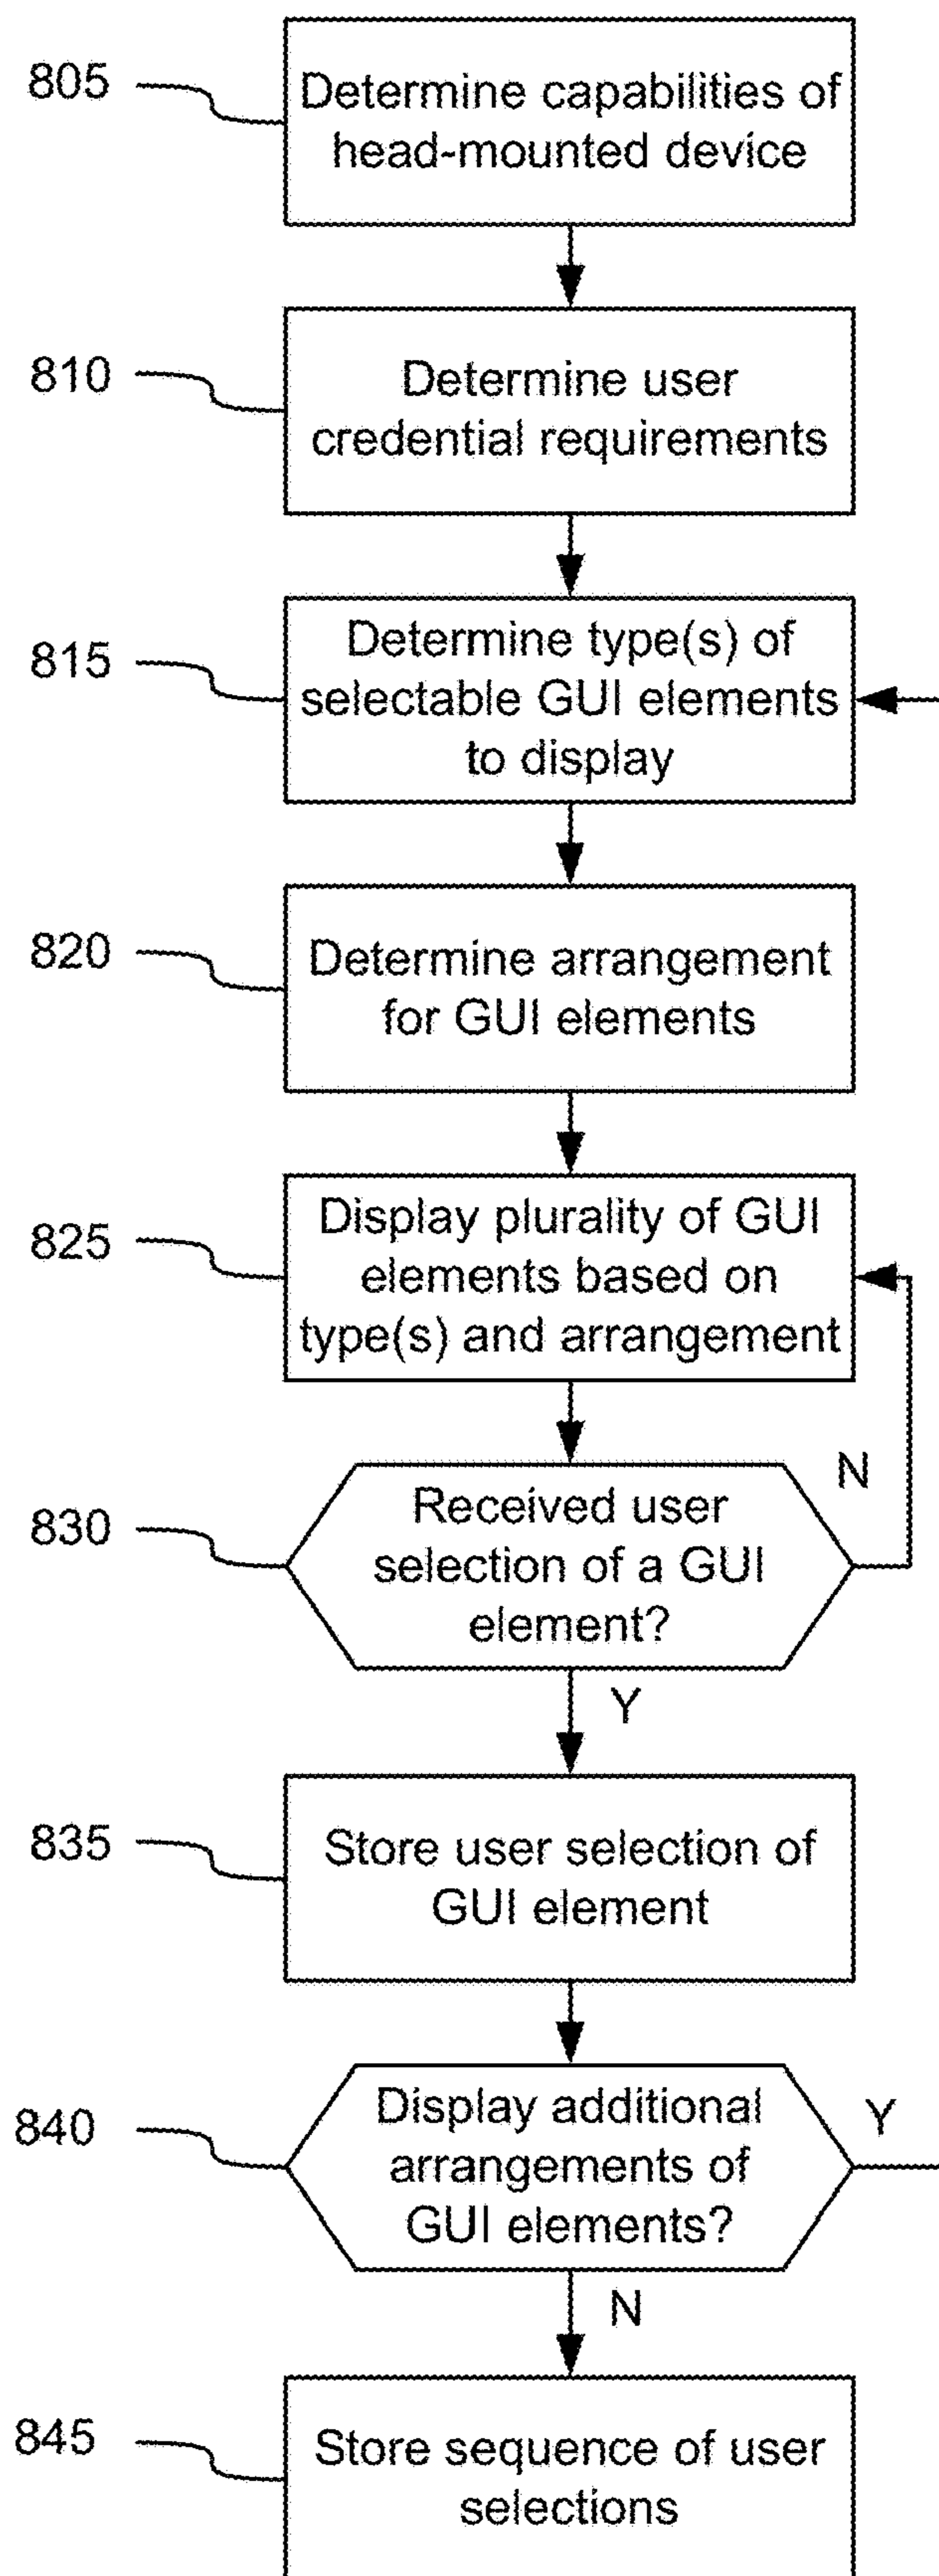 805
Determine capabilities of
head-mounted device
810
Determine user
credential requirements
815
Determine type(s) of
selectable GUI elements
to display
820
Determine arrangement
for GUI elements
825
Display plurality of GUI
elements based on
type(s) and arrangement
N
830
Received user
selection of a GUI
element?
Y
835
Store user selection of
GUI element
840
Display additional
arrangements of
GUI elements?
Y
N
845
Store sequence of user
selections